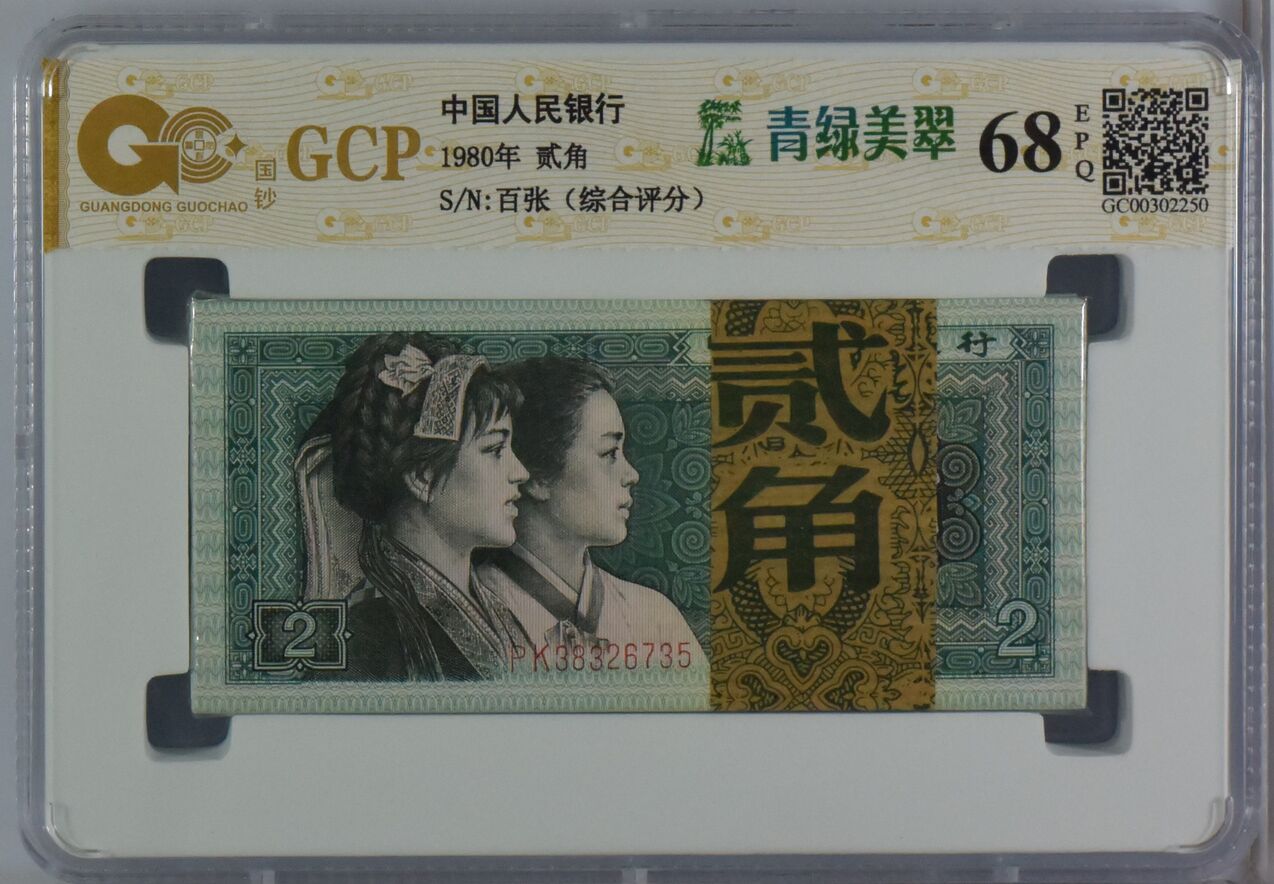 GUANGDONG GUOCHAO
国钞
GCP
中国人民银行
1980年 贰角
S/N:百张（综合评分）
青绿美翠
68
EPQ
GC00302250
行
贰角
2
PK38326735
2